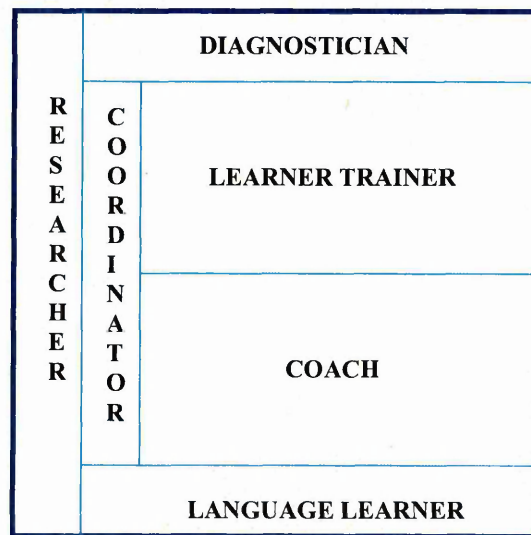 DIAGNOSTICIAN
RESEARCHER
COORDINATOR
LEARNER TRAINER
COACH
LANGUAGE LEARNER